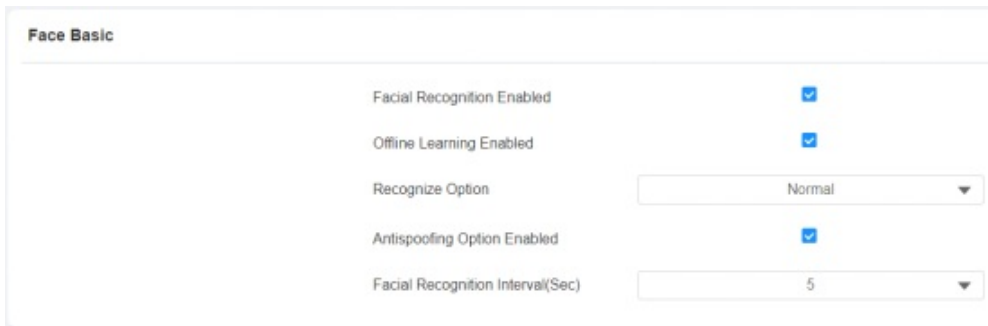 Face Basic
Facial Recognition Enabled
Offline Learning Enabled
Recognize Option Normal
Antispoofing Option Enabled
Facial Recognition Interval(Sec) 5